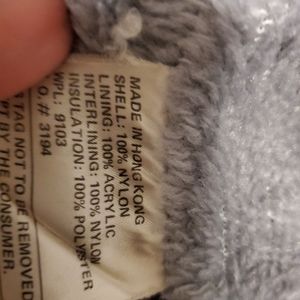 MADE IN HONG KONG
SHELL: 100% NYLON
LINING: 100% ACRYLIC
INTERLINING: 100% NYLON
INSULATION: 100% POLYESTER
WPL: 9103
O. # 3194
TAG NOT TO BE REMOVED
PT BY THE CONSUMER.